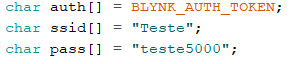 char auth[] = BLYNK_AUTH_TOKEN;
char ssid[] = "Teste";
char pass[] = "teste5000";